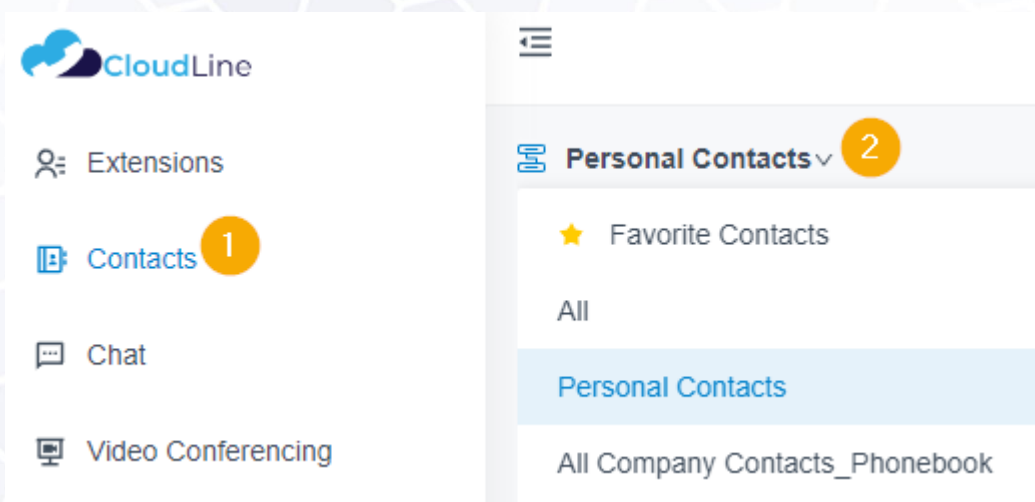 CloudLine
Extensions
Contacts 1
Chat
Video Conferencing
Personal Contacts 2
Favorite Contacts
All
Personal Contacts
All Company Contacts_Phonebook